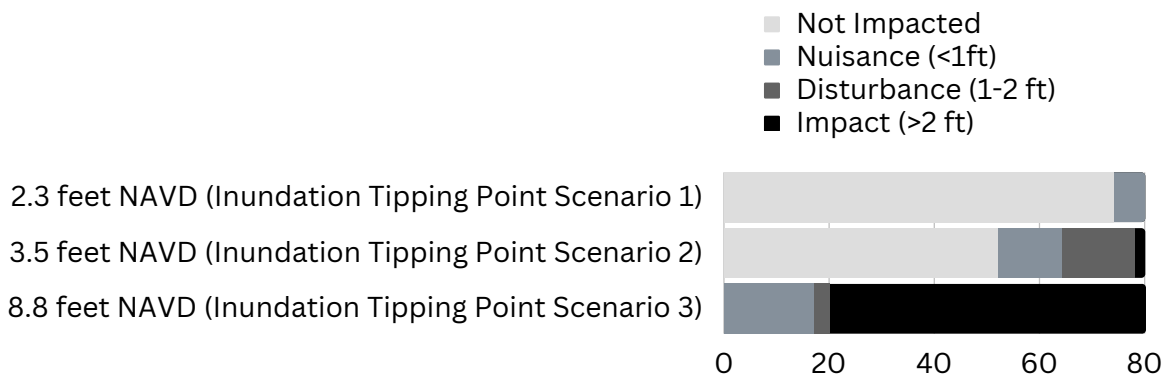 Not Impacted
Nuisance (<1ft)
Disturbance (1-2 ft)
Impact (>2 ft)
2.3 feet NAVD (Inundation Tipping Point Scenario 1)
3.5 feet NAVD (Inundation Tipping Point Scenario 2)
8.8 feet NAVD (Inundation Tipping Point Scenario 3)
0 20 40 60 80